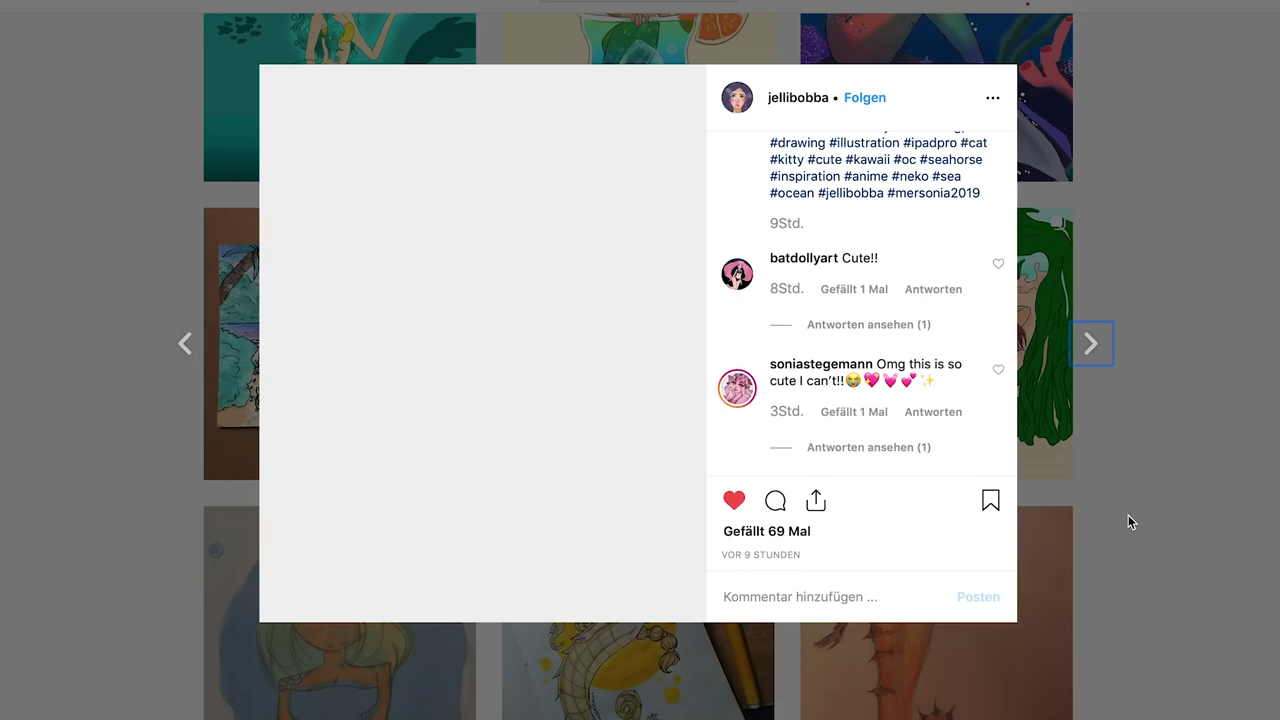 jellibobba • Folgen
#drawing #illustration #ipadpro #cat
#kitty #cute #kawaii #oc #seahorse
#inspiration #anime #neko #sea
#ocean #jellibobba #mersonia2019
9Std.
batdollyart Cute!!
8Std. Gefällt 1 Mal Antworten
Antworten ansehen (1)
soniastegemann Omg this is so
cute I can't!!😭💖💓💕✨
3Std. Gefällt 1 Mal Antworten
Antworten ansehen (1)
Gefällt 69 Mal
VOR 9 STUNDEN
Kommentar hinzufügen ... Posten